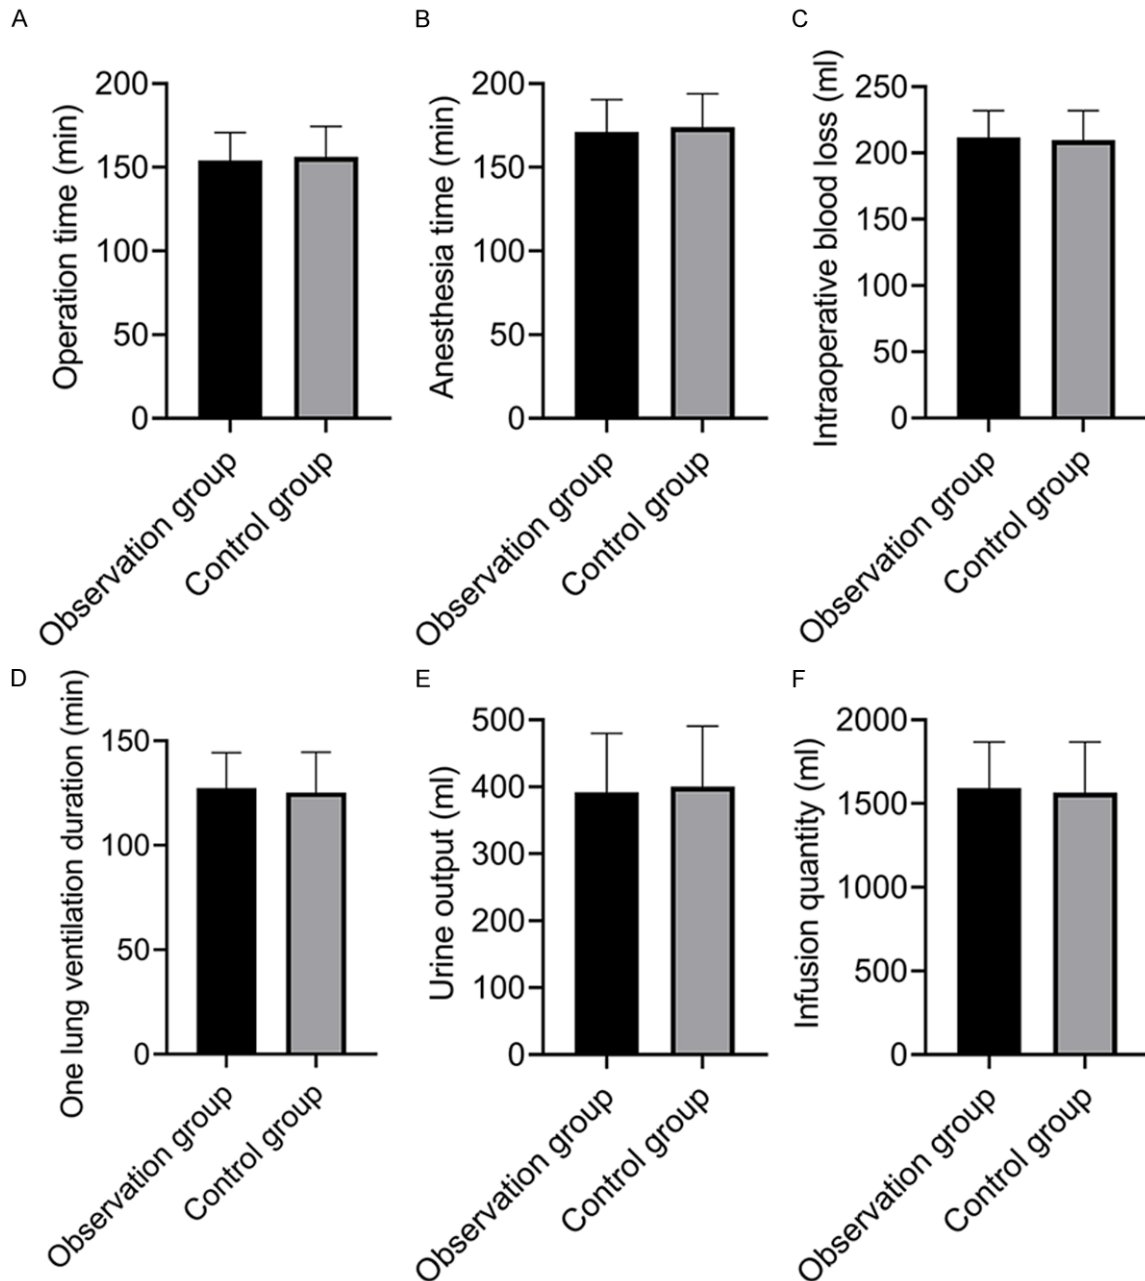 A
Operation time (min)
200
150
100
50
0
Observation group
Control group
B
Anesthesia time (min)
200
150
100
50
0
Observation group
Control group
C
Intraoperative blood loss (ml)
250
200
150
100
50
0
Observation group
Control group
D
One lung ventilation duration (min)
150
100
50
0
Observation group
Control group
E
Urine output (ml)
500
400
300
200
100
0
Observation group
Control group
F
Infusion quantity (ml)
2000
1500
1000
500
0
Observation group
Control group